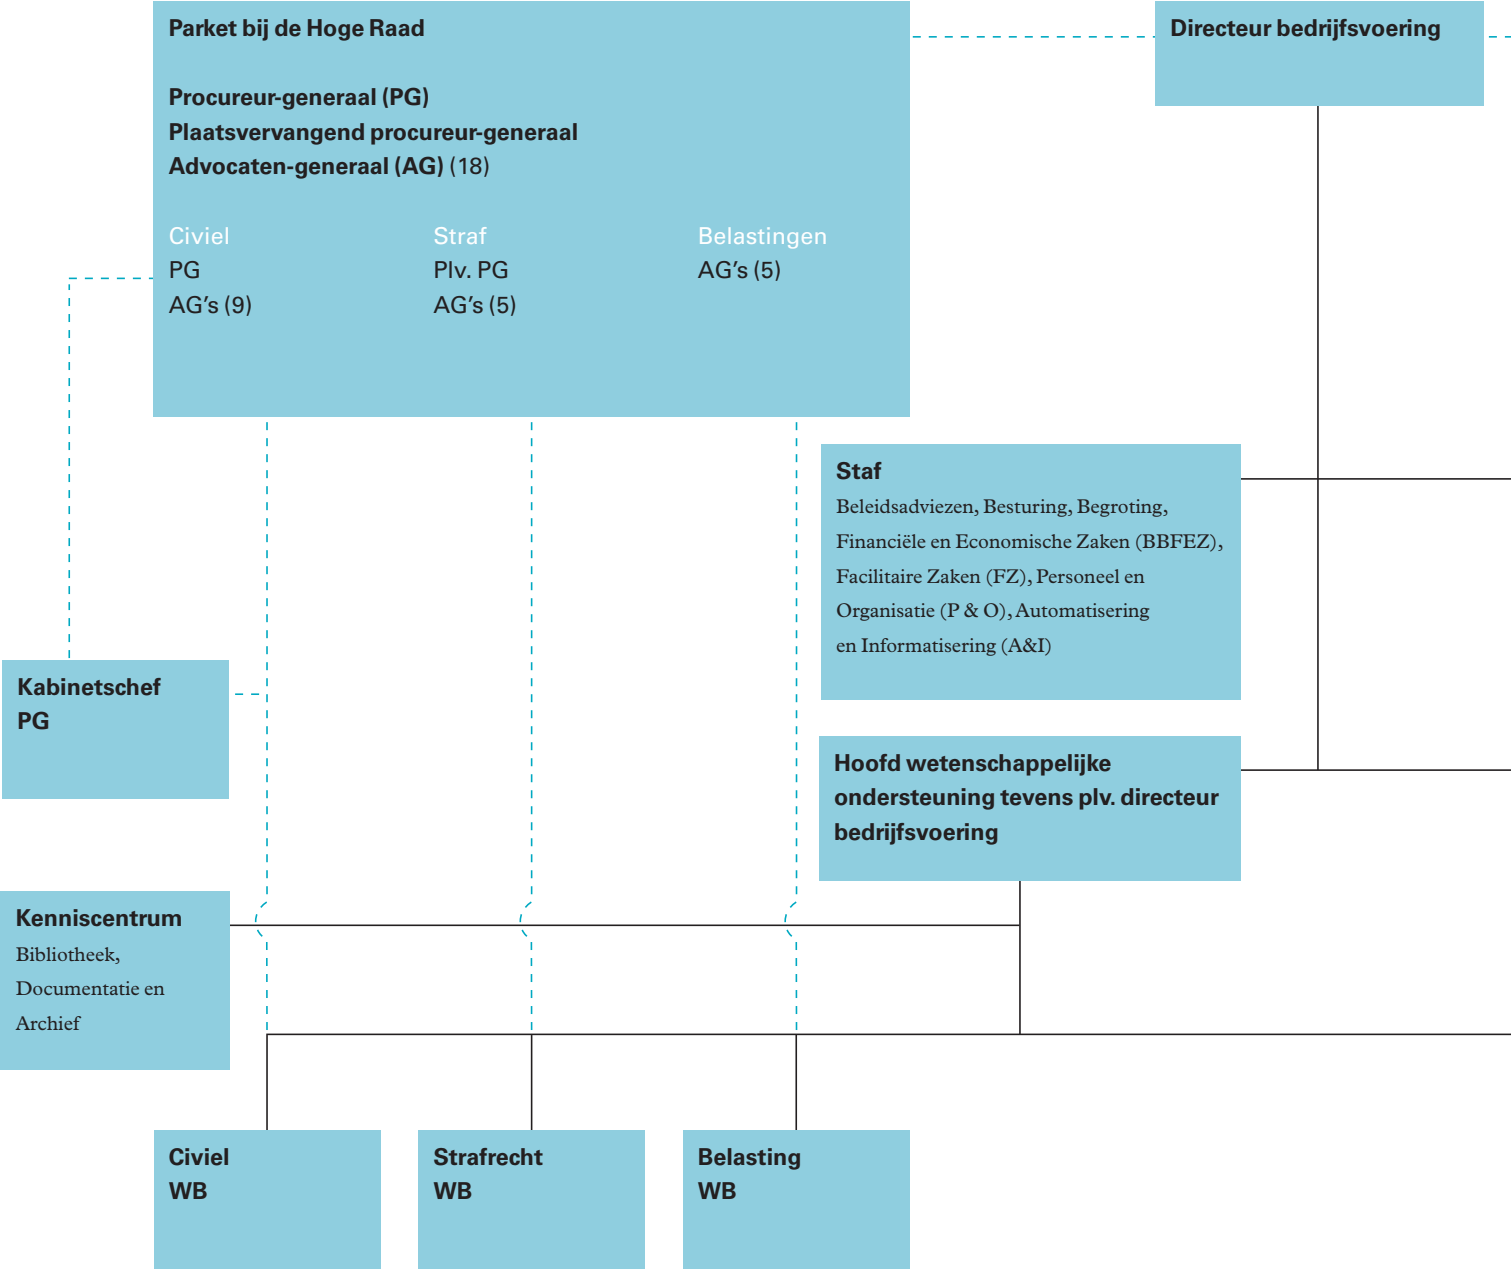 Parket bij de Hoge Raad
Procureur-generaal (PG)
Plaatsvervangend procureur-generaal
Advocaten-generaal (AG) (18)
Civiel
PG
AG’s (9)
Straf
Plv. PG
AG’s (5)
Belastingen
AG’s (5)
Directeur bedrijfsvoering
Staf
Beleidsadviezen, Besturing, Begroting,
Financiële en Economische Zaken (BBFEZ),
Facilitaire Zaken (FZ), Personeel en
Organisatie (P & O), Automatisering
en Informatisering (A&I)
Kabinetschef
PG
Hoofd wetenschappelijke
ondersteuning tevens plv. directeur
bedrijfsvoering
Kenniscentrum
Bibliotheek,
Documentatie en
Archief
Civiel
WB
Strafrecht
WB
Belasting
WB